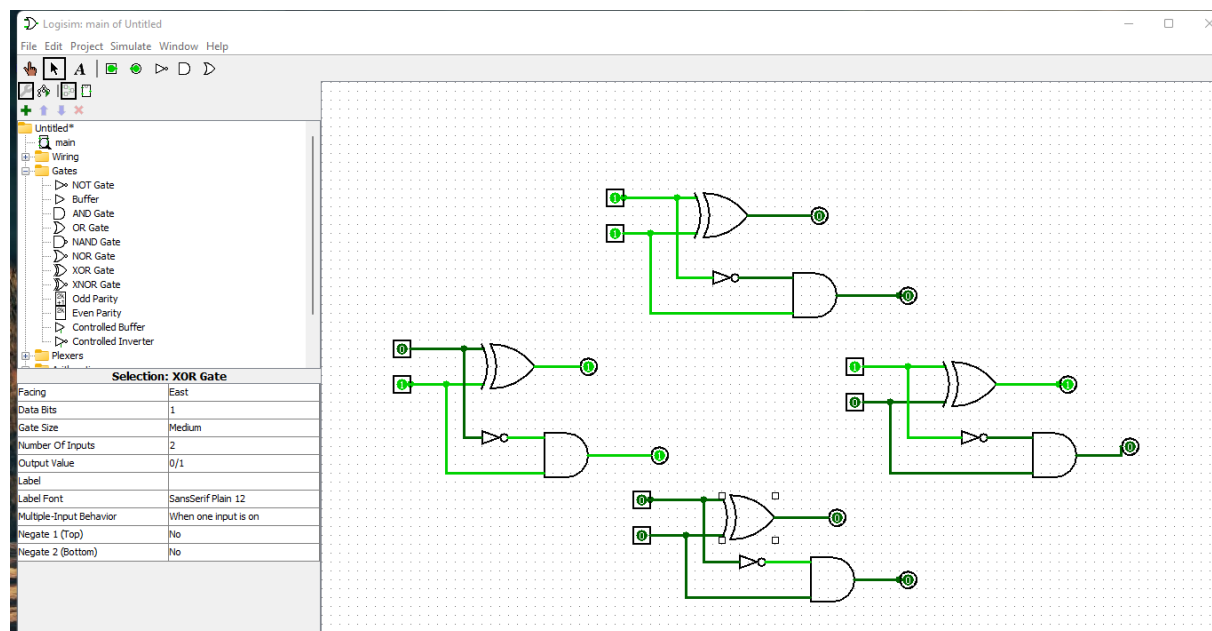 Logisim: main of Untitled
File Edit Project Simulate Window Help
A
Untitled*
main
Wiring
Gates
NOT Gate
Buffer
AND Gate
OR Gate
NAND Gate
NOR Gate
XOR Gate
XNOR Gate
Odd Parity
Even Parity
Controlled Buffer
Controlled Inverter
Plexers
Selection: XOR Gate
Facing East
Data Bits 1
Gate Size Medium
Number Of Inputs 2
Output Value 0/1
Label
Label Font SansSerif Plain 12
Multiple-Input Behavior When one input is on
Negate 1 (Top) No
Negate 2 (Bottom) No
1
0
1
0
0
1
1
1
1
1
0
0
0
0
0
0